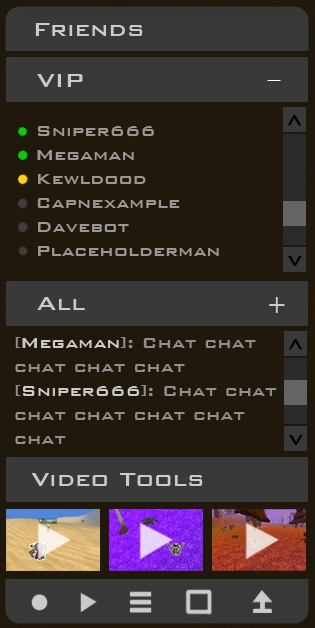 Friends
VIP −
Sniper666
Megaman
Kewldood
Capnexample
Davebot
Placeholderman
All +
[Megaman]: Chat chat
chat chat chat
[Sniper666]: Chat chat
chat chat chat chat
chat
Video Tools